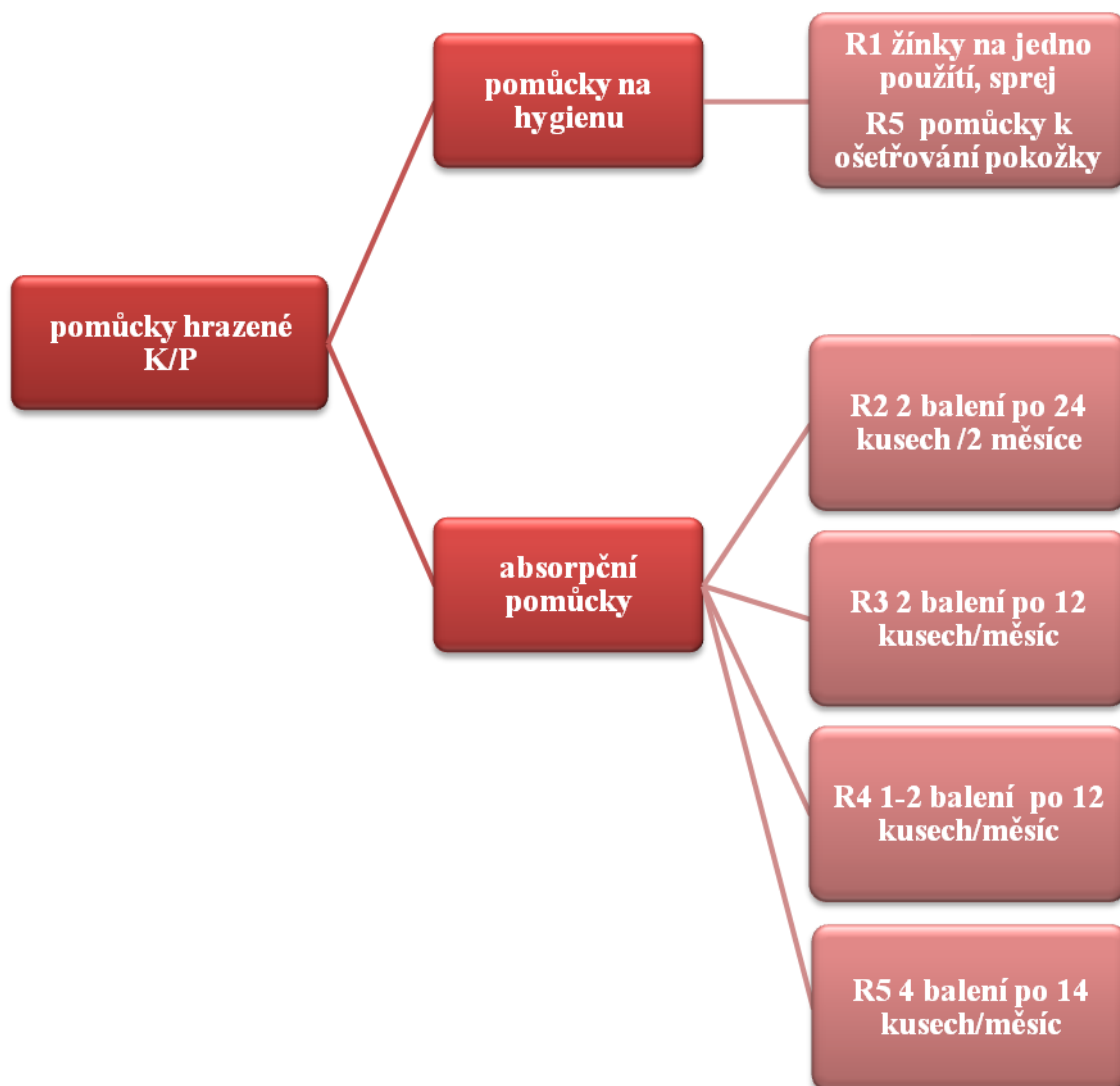 pomůcky hrazené
K/P
pomůcky na
hygienu
R1 žínky na jedno
použítí, sprej
R5 pomůcky k
ošetřování pokožky
absorpční
pomůcky
R2 2 balení po 24
kusech /2 měsíce
R3 2 balení po 12
kusech/měsíc
R4 1-2 balení po 12
kusech/měsíc
R5 4 balení po 14
kusech/měsíc